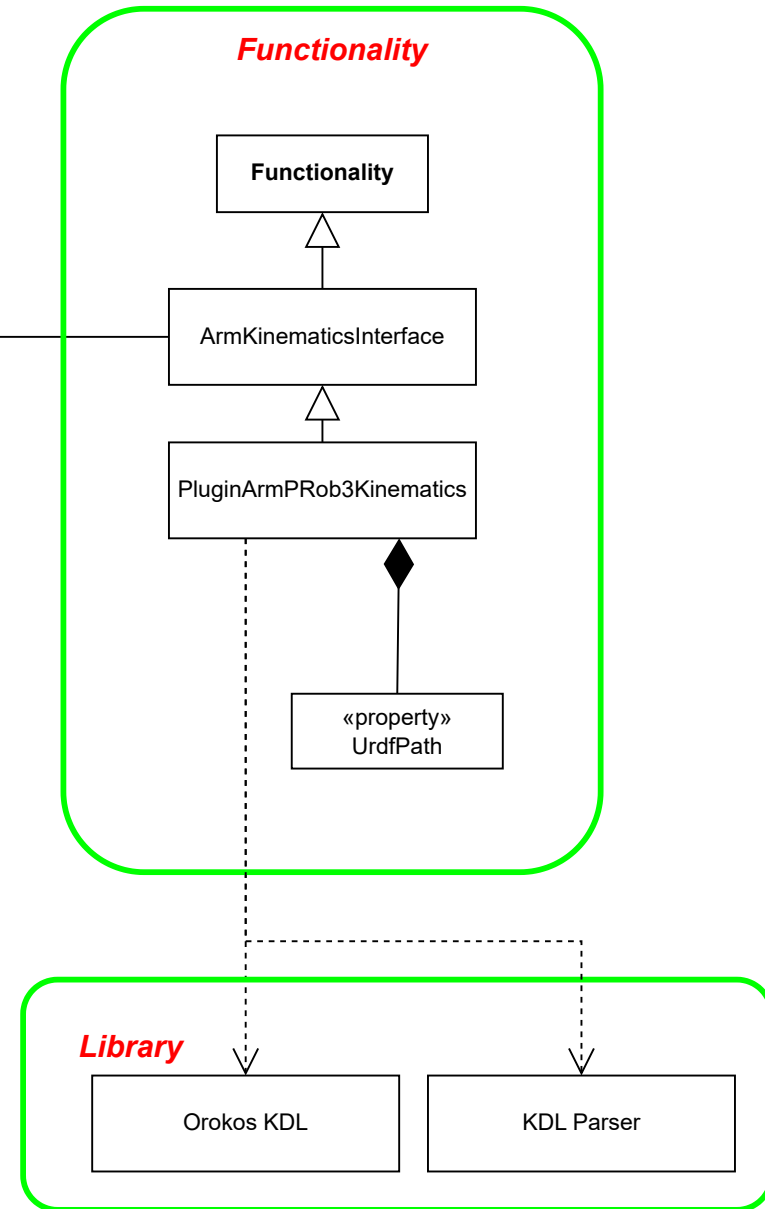 Functionality
Functionality
ArmKinematicsInterface
PluginArmPRob3Kinematics
«property»
UrdfPath
Library
Orokos KDL
KDL Parser